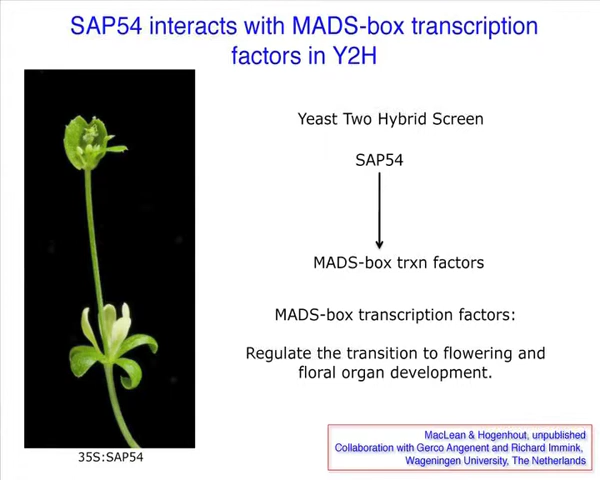 SAP54 interacts with MADS-box transcription
factors in Y2H
Yeast Two Hybrid Screen
SAP54
MADS-box trxn factors
MADS-box transcription factors:
Regulate the transition to flowering and
floral organ development.
35S:SAP54
MacLean & Hogenhout, unpublished
Collaboration with Gerco Angenent and Richard Immink,
Wageningen University, The Netherlands